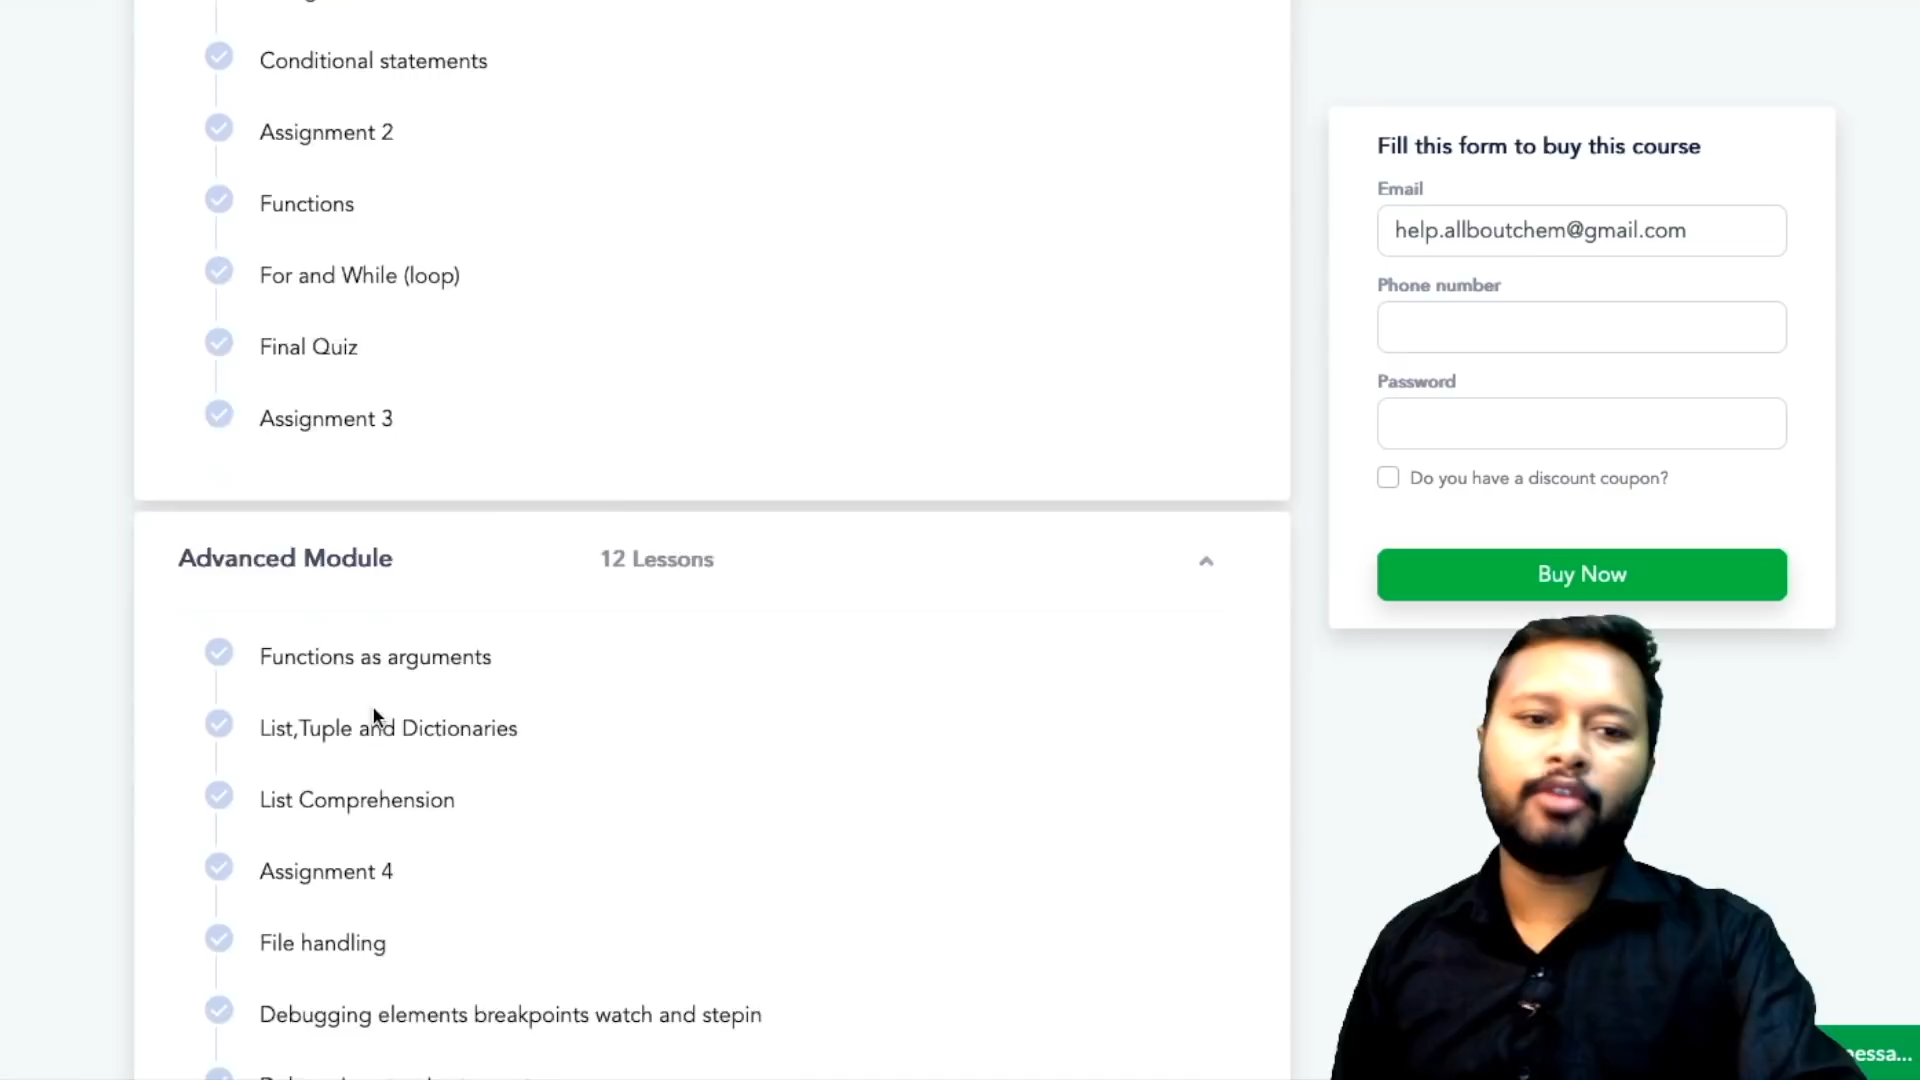 Conditional statements
Assignment 2
Functions
For and While (loop)
Final Quiz
Assignment 3
Advanced Module
12 Lessons
Functions as arguments
List,Tuple and Dictionaries
List Comprehension
Assignment 4
File handling
Debugging elements breakpoints watch and stepin
Fill this form to buy this course
Email
help.allboutchem@gmail.com
Phone number
Password
Do you have a discount coupon?
Buy Now